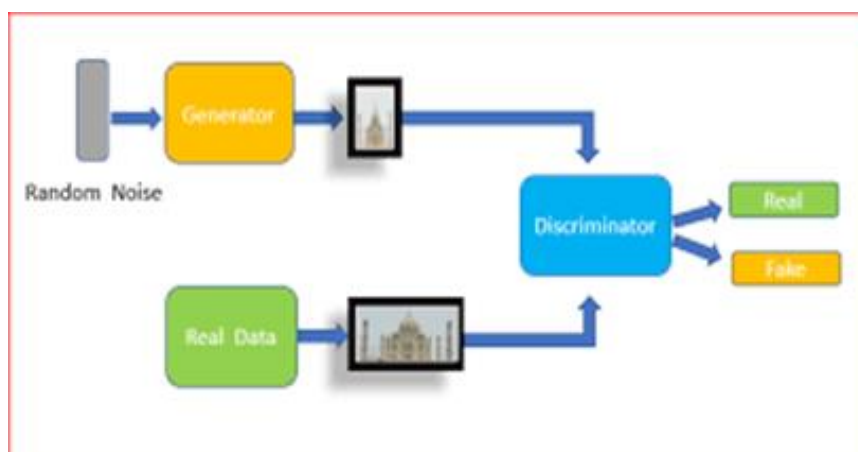 Generator
Random Noise
Discriminator
Real
Fake
Real Data